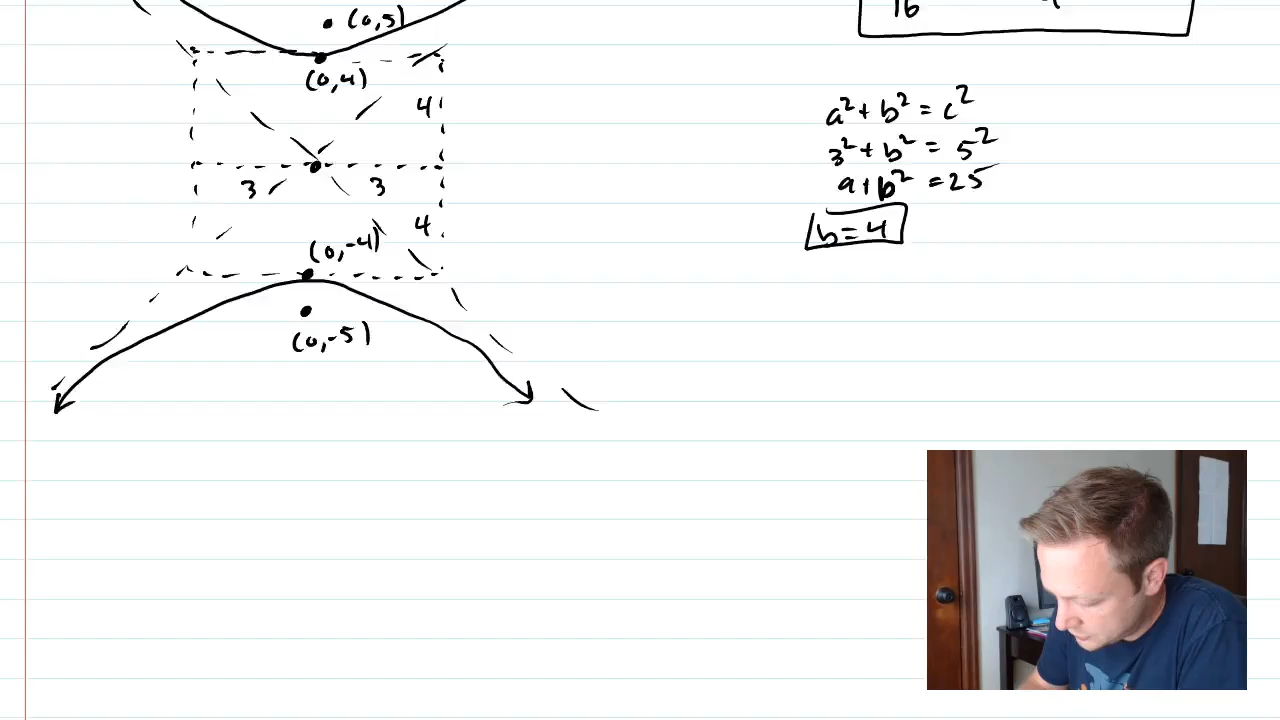 (0,5)
16
(0,4)
4
a² + b² = c²
3² + b² = 5²
9 + b² = 25
b = 4
3 3
4
(0,-4)
(0,-5)